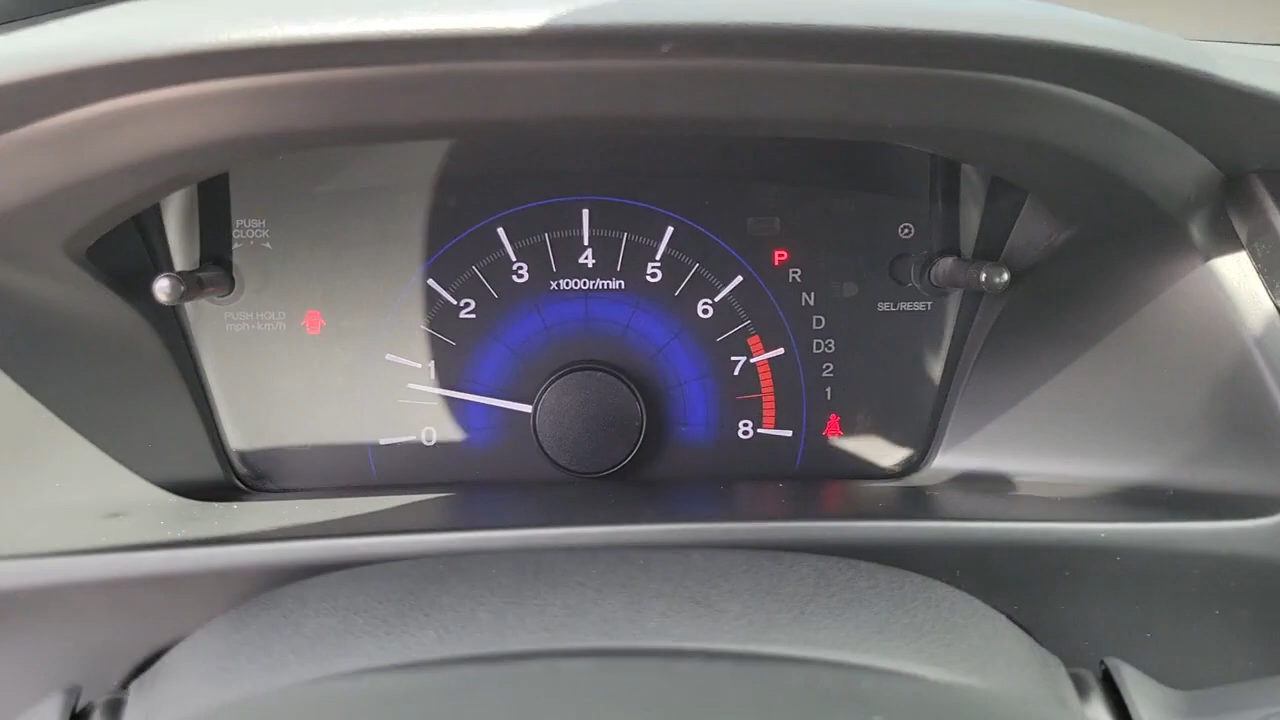 PUSH
CLOCK
PUSH HOLD
mph•km/h
0
1
2
3
4
5
6
7
8
x1000r/min
P
R
N
D
D3
2
1
SEL/RESET